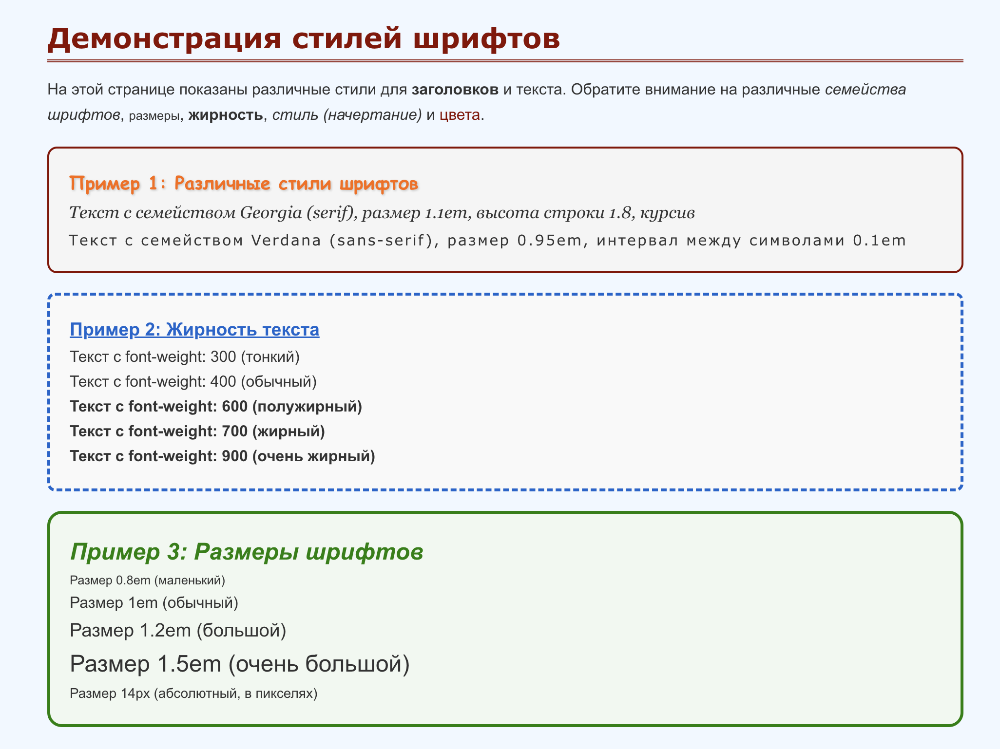 Демонстрация стилей шрифтов
На этой странице показаны различные стили для заголовков и текста. Обратите внимание на различные семейства
шрифтов, размеры, жирность, стиль (начертание) и цвета.
Пример 1: Различные стили шрифтов
Текст с семейством Georgia (serif), размер 1.1em, высота строки 1.8, курсив
Текст с семейством Verdana (sans-serif), размер 0.95em, интервал между символами 0.1em
Пример 2: Жирность текста
Текст с font-weight: 300 (тонкий)
Текст с font-weight: 400 (обычный)
Текст с font-weight: 600 (полужирный)
Текст с font-weight: 700 (жирный)
Текст с font-weight: 900 (очень жирный)
Пример 3: Размеры шрифтов
Размер 0.8em (маленький)
Размер 1em (обычный)
Размер 1.2em (большой)
Размер 1.5em (очень большой)
Размер 14px (абсолютный, в пикселях)